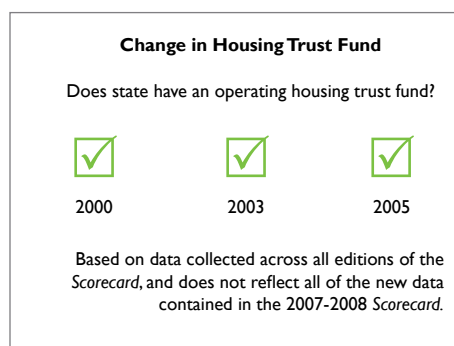 Change in Housing Trust Fund
Does state have an operating housing trust fund?
2000 2003 2005
Based on data collected across all editions of the
Scorecard, and does not reflect all of the new data
contained in the 2007-2008 Scorecard.